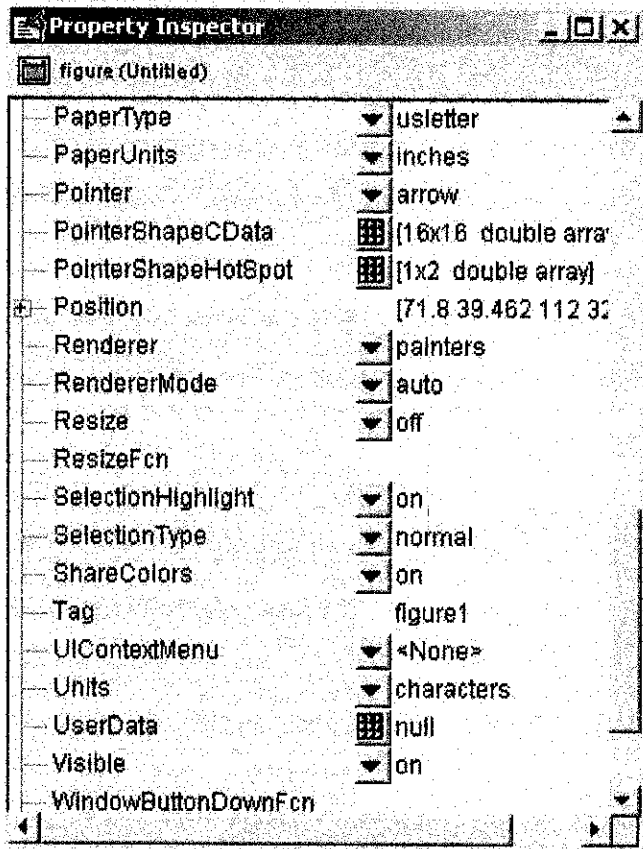 Property Inspector
figure (Untitled)
PaperType usletter
PaperUnits inches
Pointer arrow
PointerShapeCData [16x16 double arra
PointerShapeHotSpot [1x2 double array]
Position [71.8 39.462 112 32
Renderer painters
RendererMode auto
Resize off
ResizeFcn
SelectionHighlight on
SelectionType normal
ShareColors on
Tag figure1
UIContextMenu <None>
Units characters
UserData null
Visible on
WindowButtonDownFcn